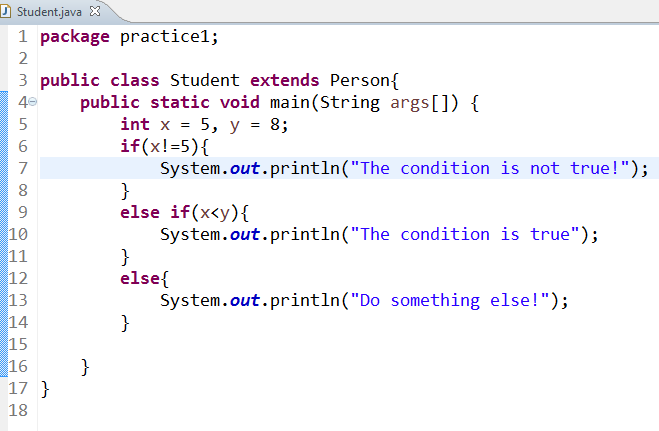 Student.java
1 package practice1;
2
3 public class Student extends Person{
4     public static void main(String args[]) {
5         int x = 5, y = 8;
6         if(x!=5){
7             System.out.println("The condition is not true!");
8         }
9         else if(x<y){
10             System.out.println("The condition is true");
11         }
12         else{
13             System.out.println("Do something else!");
14         }
15
16     }
17 }
18